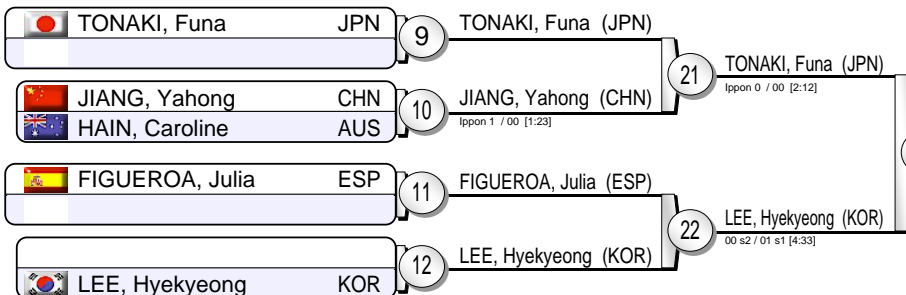 TONAKI, Funa JPN
9
TONAKI, Funa (JPN)
21
TONAKI, Funa (JPN)
Ippon 0 / 00 [2:12]
JIANG, Yahong CHN
HAIN, Caroline AUS
10
JIANG, Yahong (CHN)
Ippon 1 / 00 [1:23]
FIGUEROA, Julia ESP
11
FIGUEROA, Julia (ESP)
22
LEE, Hyekyeong (KOR)
00 s2 / 01 s1 [4:33]
LEE, Hyekyeong KOR
12
LEE, Hyekyeong (KOR)